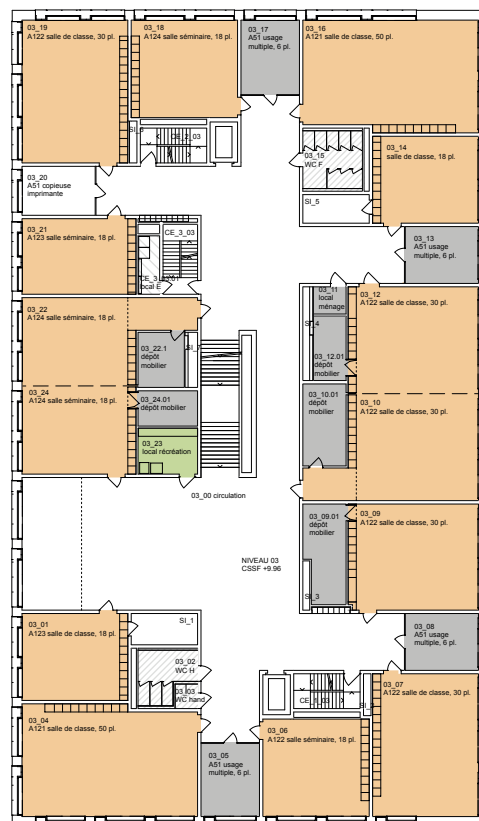 03_19
A122 salle de classe, 30 pl.
03_18
A124 salle séminaire, 18 pl.
03_17
A51 usage
multiple, 6 pl.
03_16
A121 salle de classe, 50 pl.
SI_6
CE_2_03
03_15
WC F
03_14
salle de classe, 18 pl.
03_20
A51 copieuse
imprimante
SI_5
03_21
A123 salle séminaire, 18 pl.
CE_3_03
03_13
A51 usage
multiple, 6 pl.
local E
03_22
A124 salle séminaire, 18 pl.
03_11
local
ménage
03_12
A122 salle de classe, 30 pl.
SI_4
03_22.1
dépôt
mobilier
SI_7
03_12.01
dépôt
mobilier
03_24
A124 salle séminaire, 18 pl.
03_24.01
dépôt mobilier
03_10.01
dépôt
mobilier
03_10
A122 salle de classe, 30 pl.
03_23
local récréation
03_00 circulation
03_09.01
dépôt
mobilier
03_09
A122 salle de classe, 30 pl.
NIVEAU 03
CSSF +9.96
SI_3
03_01
A123 salle de classe, 18 pl.
SI_1
03_08
A51 usage
multiple, 6 pl.
03_02
WC H
03_03
WC hand
03_04
A121 salle de classe, 50 pl.
CE_1_03
03_07
A122 salle de classe, 30 pl.
03_05
A51 usage
multiple, 6 pl.
03_06
A122 salle séminaire, 18 pl.